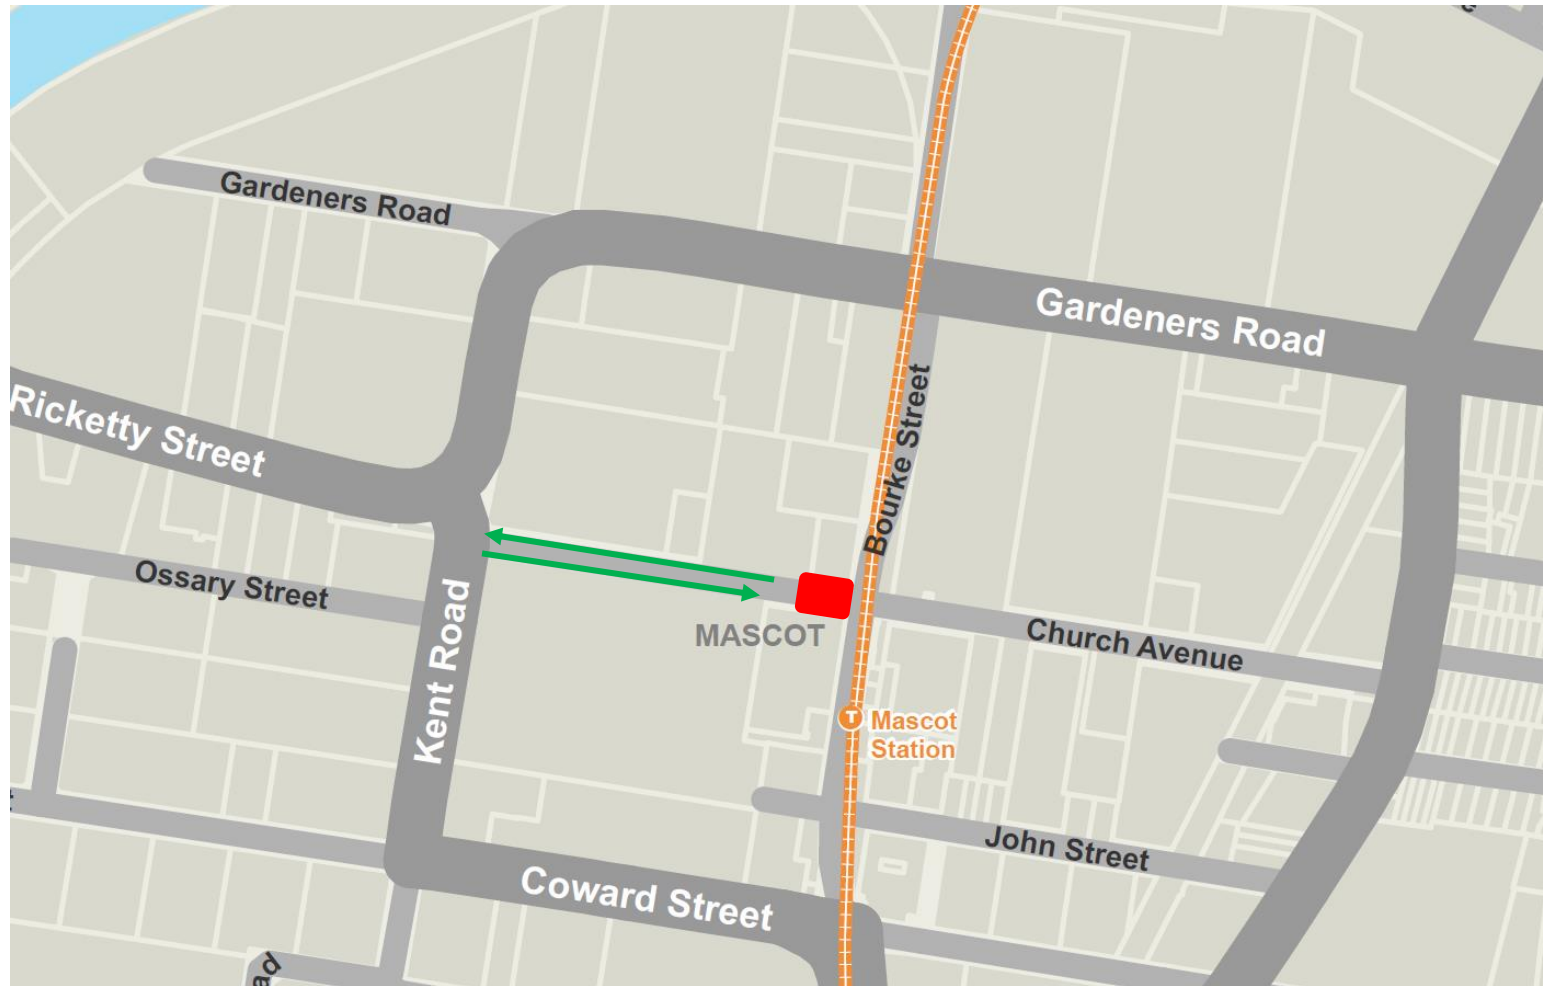 Gardeners Road
Gardeners Road
Ricketty Street
Bourke Street
Ossary Street
MASCOT
Church Avenue
Kent Road
T
Mascot
Station
John Street
Coward Street